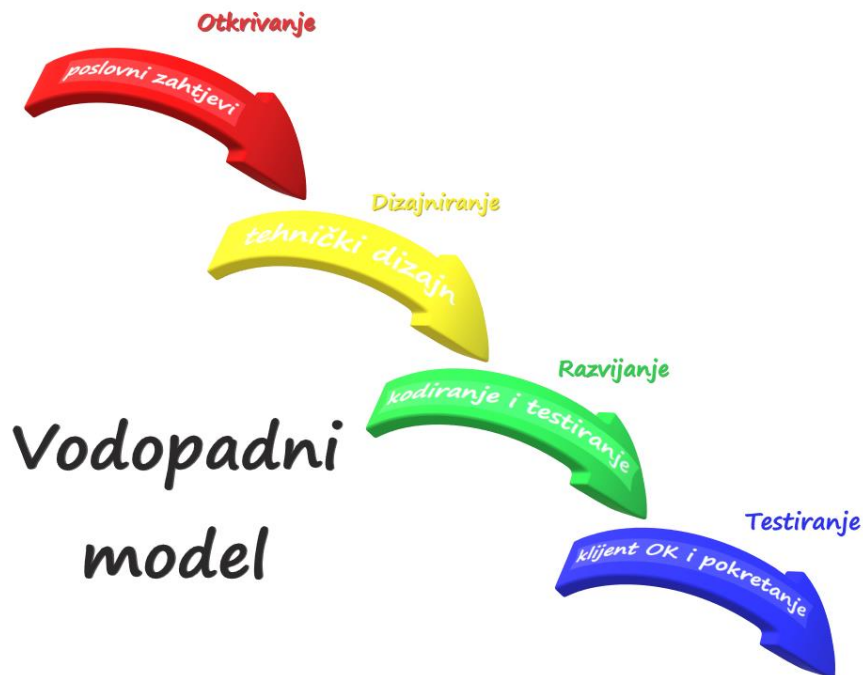 Otkrivanje
poslovni zahtjevi
Dizajniranje
tehnički dizajn
Razvijanje
kodiranje i testiranje
Vodopadni
model
Testiranje
klijent OK i pokretanje